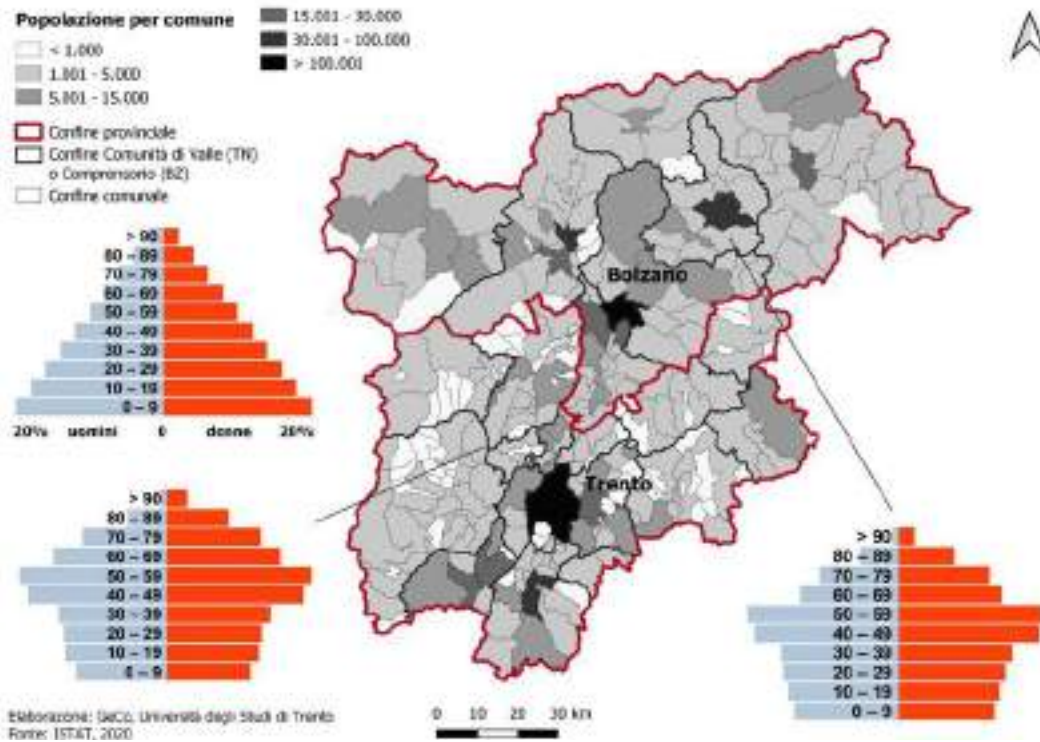 Popolazione per comune
< 1.000
1.001 - 5.000
5.001 - 15.000
15.001 - 30.000
30.001 - 100.000
> 100.001
Confine provinciale
Confine Comunità di Valle (TN)
o Comprensorio (BZ)
Confine comunale
> 90
80 – 89
70 – 79
60 – 69
50 – 59
40 – 49
30 – 39
20 – 29
10 – 19
0 – 9
20% uomini 0 donne 20%
Bolzano
Trento
> 90
80 – 89
70 – 79
60 – 69
50 – 59
40 – 49
30 – 39
20 – 29
10 – 19
0 – 9
> 90
80 – 89
70 – 79
60 – 69
50 – 59
40 – 49
30 – 39
20 – 29
10 – 19
0 – 9
Elaborazione: GeCo, Università degli Studi di Trento
Fonte: ISTAT, 2020
0 10 20 30 km